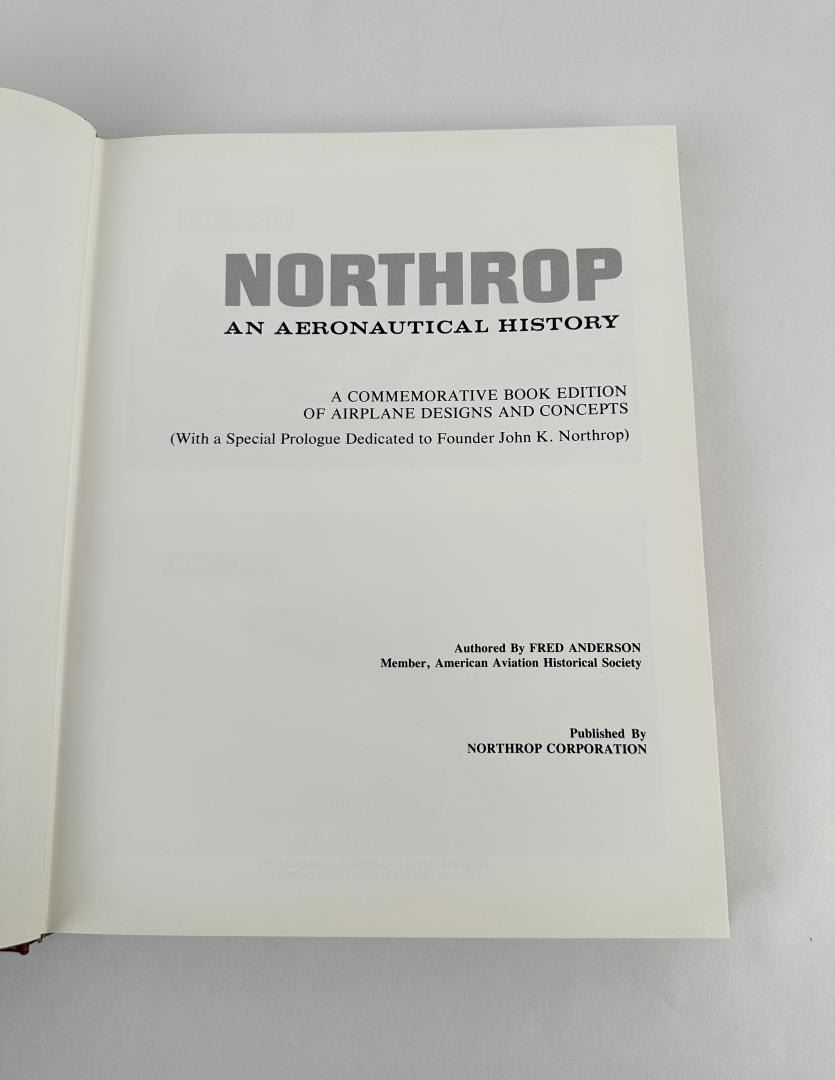 NORTHROP
AN AERONAUTICAL HISTORY
A COMMEMORATIVE BOOK EDITION
OF AIRPLANE DESIGNS AND CONCEPTS
(With a Special Prologue Dedicated to Founder John K. Northrop)
Authored By FRED ANDERSON
Member, American Aviation Historical Society
Published By
NORTHROP CORPORATION